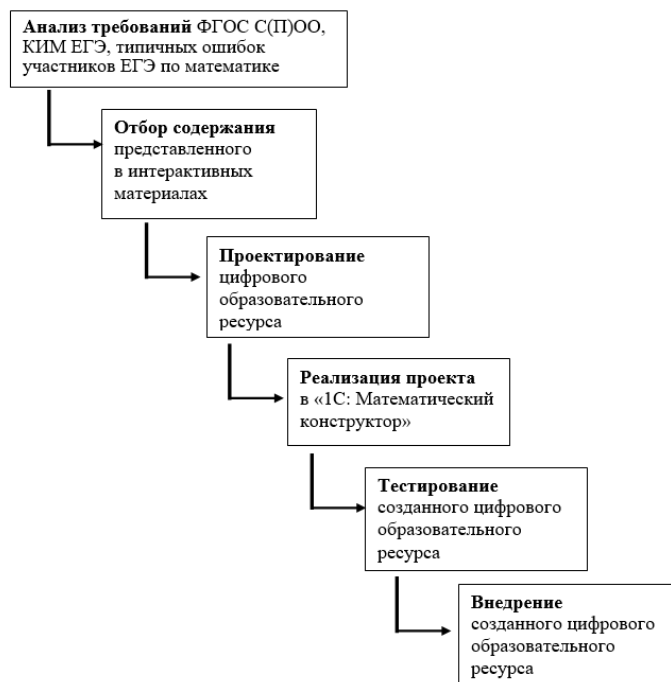 Анализ требований ФГОС С(П)ОО,
КИМ ЕГЭ, типичных ошибок
участников ЕГЭ по математике
Отбор содержания
представленного
в интерактивных
материалах
Проектирование
цифрового
образовательного
ресурса
Реализация проекта
в «1С: Математический
конструктор»
Тестирование
созданного цифрового
образовательного
ресурса
Внедрение
созданного цифрового
образовательного
ресурса